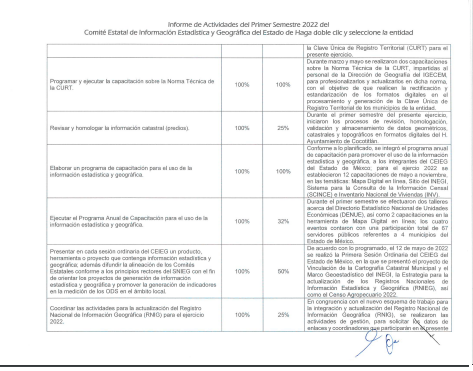 Informe de Actividades del Primer Semestre 2022 del
Comité Estatal de Información Estadística y Geográfica del Estado de Haga doble clic y seleccione la entidad
la Clave Única de Registro Territorial (CURT) para el
presente ejercicio.
Programar y ejecutar la capacitación sobre la Norma Técnica de
la CURT.
100%
100%
Durante marzo y mayo se realizaron dos capacitaciones
sobre la Norma Técnica de la CURT, impartidas al
personal de la Dirección de Geografía del IGECEM,
para profesionalizarlos y actualizarlos en dicha norma,
con el objetivo de que realicen la rectificación y
estandarización de los formatos digitales en el
procesamiento y generación de la Clave Única de
Registro Territorial de los municipios de la entidad.
Revisar y homologar la información catastral (predios).
100%
25%
Durante el primer semestre del presente ejercicio,
iniciaron los procesos de revisión, homologación,
validación y almacenamiento de datos geométricos,
catastrales y topográficos en formatos digitales del H.
Ayuntamiento de Cocotitlán.
Elaborar un programa de capacitación para el uso de la
información estadística y geográfica.
100%
100%
Conforme a lo planificado, se integró el programa anual
de capacitación para promover el uso de la información
estadística y geográfica, a los integrantes del CEIEG
del Estado de México; para el ejercicio 2022 se
establecieron 12 capacitaciones de mayo a noviembre,
en las temáticas: Mapa Digital en línea, Sitio del INEGI,
Sistema para la Consulta de la Información Censal
(SCINCE) e Inventario Nacional de Viviendas (INV).
Ejecutar el Programa Anual de Capacitación para el uso de la
información estadística y geográfica.
100%
32%
Durante el primer semestre se efectuaron dos talleres
acerca del Directorio Estadístico Nacional de Unidades
Económicas (DENUE), así como 2 capacitaciones en la
herramienta de Mapa Digital en línea; los cuatro
eventos contaron con una participación total de 67
servidores públicos referentes a 4 municipios del
Estado de México.
Presentar en cada sesión ordinaria del CEIEG un producto,
herramienta o proyecto que contenga información estadística y
geográfica, además difundir la alineación de los Comités
Estatales conforme a los principios rectores del SNIEG con el fin
de orientar los proyectos de generación de información
estadística y geográfica y promover la generación de indicadores
en la medición de los ODS en el ámbito local.
100%
50%
De acuerdo con lo programado, el 12 de mayo de 2022
se realizó la Primera Sesión Ordinaria del CEIEG del
Estado de México, en la que se presentó el proyecto de
Vinculación de la Cartografía Catastral Municipal y el
Marco Geoestadístico del INEGI, la Estrategia para la
actualización de los Registros Nacionales de
Información Estadística y Geográfica (RNIEG), así
como el Censo Agropecuario 2022.
Coordinar las actividades para la actualización del Registro
Nacional de Información Geográfica (RNIG) para el ejercicio
2022.
100%
25%
En congruencia con el nuevo esquema de trabajo para
la integración y actualización del Registro Nacional de
Información Geográfica (RNIG), se realizaron las
actividades de gestión, para solicitar los datos de
enlaces y coordinadores que participarán en el presente